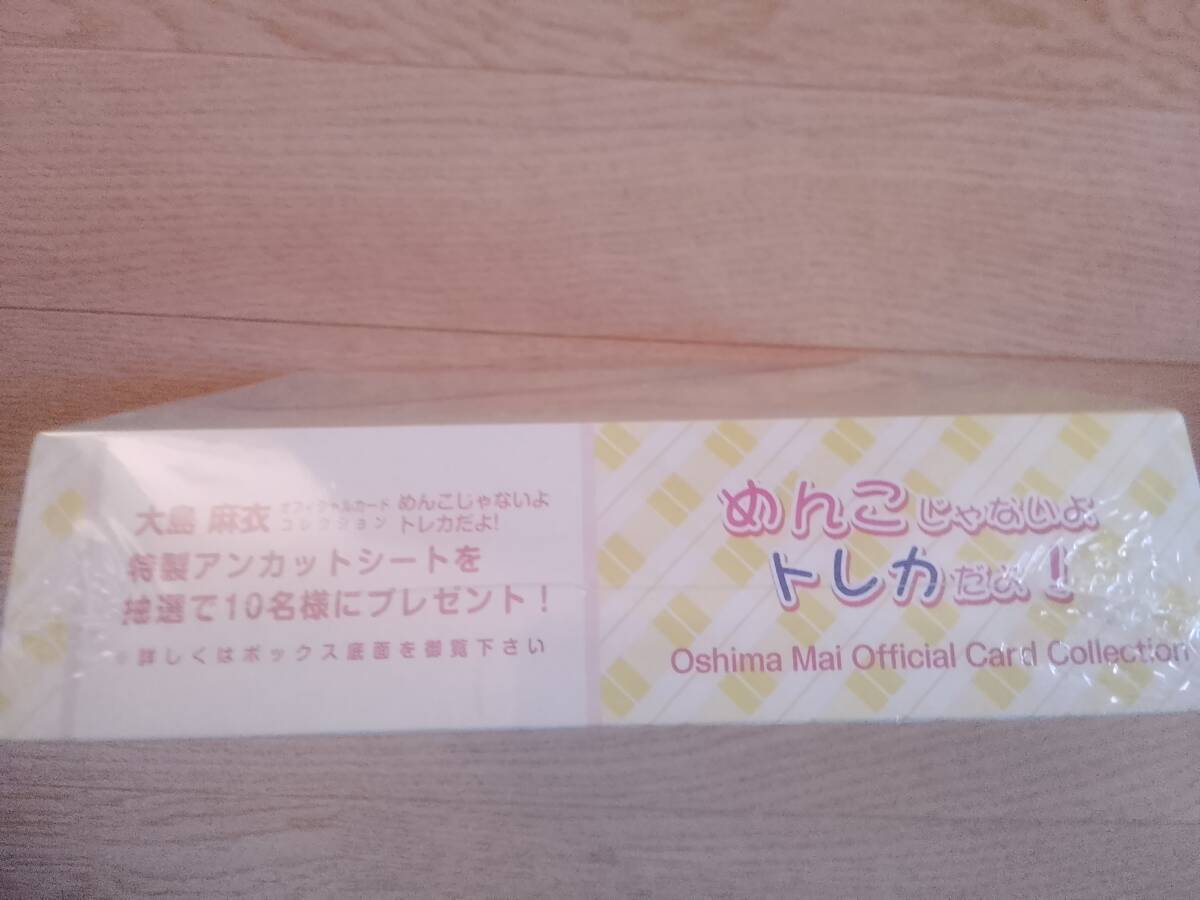 大島 麻衣 オフィシャルカードコレクション めんこじゃないよトレカだよ!
特製アンカットシートを
抽選で10名様にプレゼント!
※詳しくはボックス底面を御覧下さい
めんこじゃないよ
トレカだよ!
Oshima Mai Official Card Collection